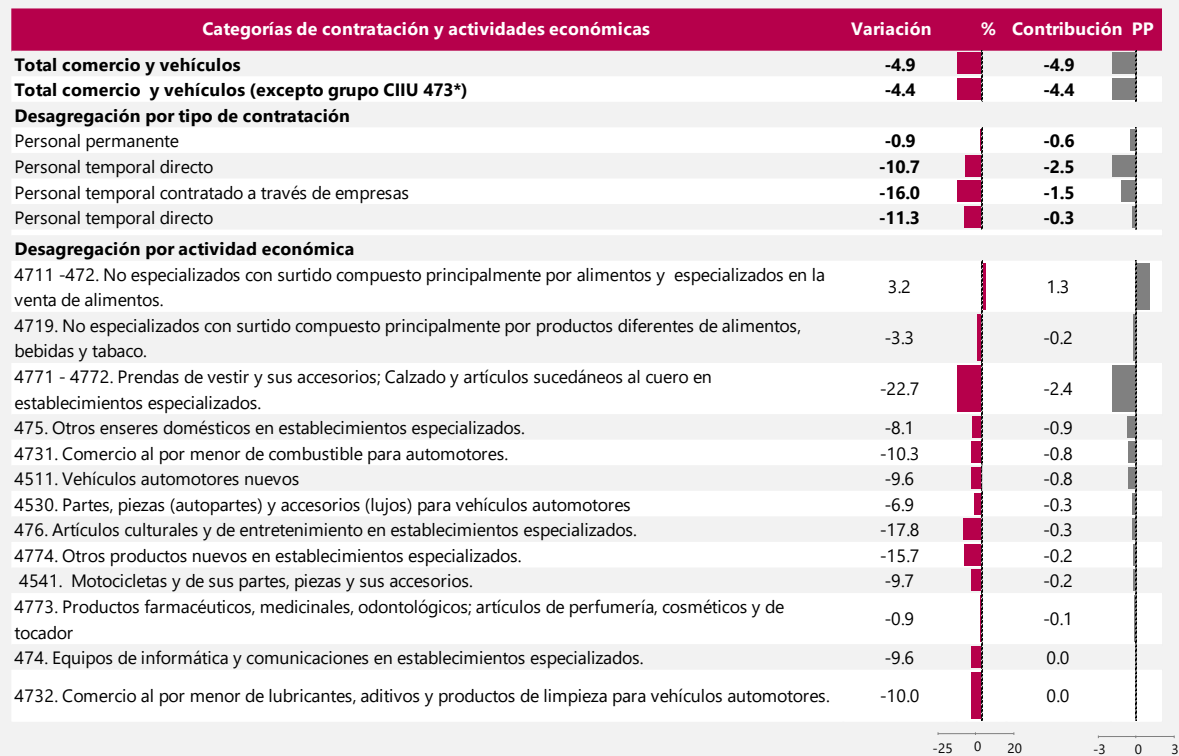 Categorías de contratación y actividades económicas Variación % Contribución PP
Total comercio y vehículos -4.9 -4.9
Total comercio y vehículos (excepto grupo CIIU 473*) -4.4 -4.4
Desagregación por tipo de contratación
Personal permanente -0.9 -0.6
Personal temporal directo -10.7 -2.5
Personal temporal contratado a través de empresas -16.0 -1.5
Personal temporal directo -11.3 -0.3
Desagregación por actividad económica
4711 -472. No especializados con surtido compuesto principalmente por alimentos y especializados en la
venta de alimentos. 3.2 1.3
4719. No especializados con surtido compuesto principalmente por productos diferentes de alimentos,
bebidas y tabaco. -3.3 -0.2
4771 - 4772. Prendas de vestir y sus accesorios; Calzado y artículos sucedáneos al cuero en
establecimientos especializados. -22.7 -2.4
475. Otros enseres domésticos en establecimientos especializados. -8.1 -0.9
4731. Comercio al por menor de combustible para automotores. -10.3 -0.8
4511. Vehículos automotores nuevos -9.6 -0.8
4530. Partes, piezas (autopartes) y accesorios (lujos) para vehículos automotores -6.9 -0.3
476. Artículos culturales y de entretenimiento en establecimientos especializados. -17.8 -0.3
4774. Otros productos nuevos en establecimientos especializados. -15.7 -0.2
4541. Motocicletas y de sus partes, piezas y sus accesorios. -9.7 -0.2
4773. Productos farmacéuticos, medicinales, odontológicos; artículos de perfumería, cosméticos y de
tocador -0.9 -0.1
474. Equipos de informática y comunicaciones en establecimientos especializados. -9.6 0.0
4732. Comercio al por menor de lubricantes, aditivos y productos de limpieza para vehículos automotores. -10.0 0.0
-25 0 20 -3 0 3